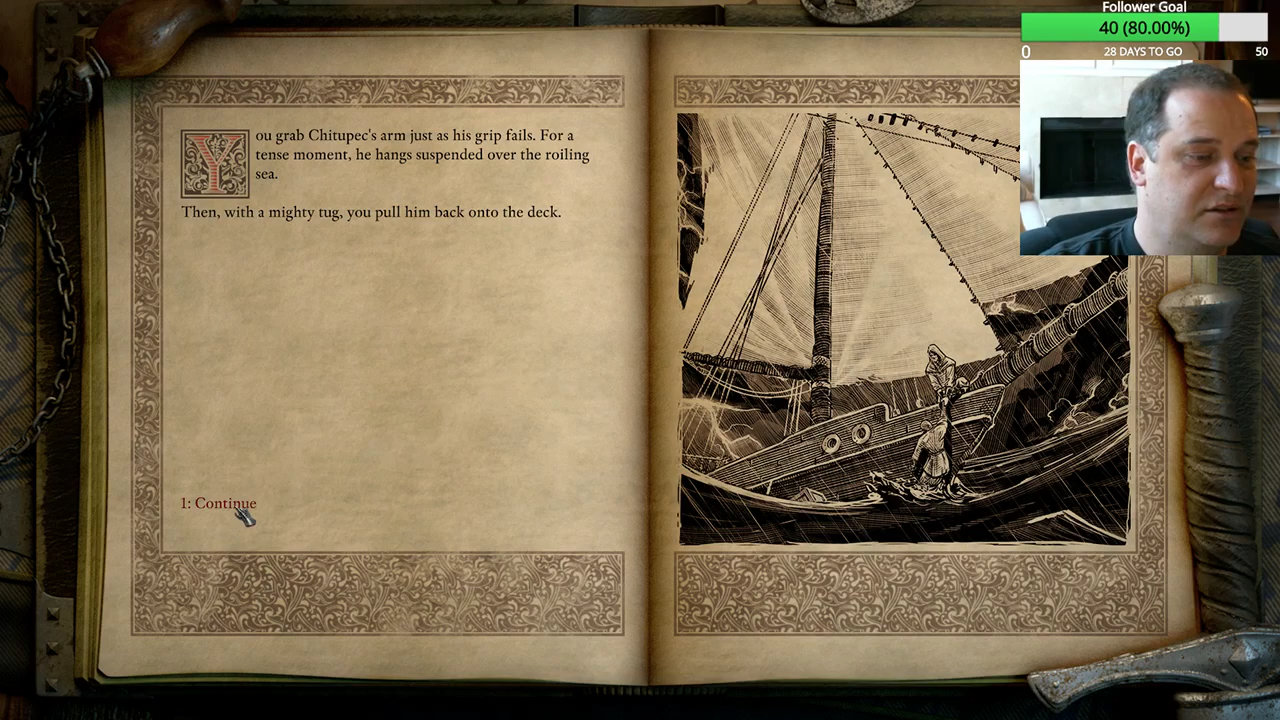 Follower Goal
40 (80.00%)
0 28 DAYS TO GO 50
You grab Chitupec's arm just as his grip fails. For a
tense moment, he hangs suspended over the roiling
sea.
Then, with a mighty tug, you pull him back onto the deck.
1: Continue